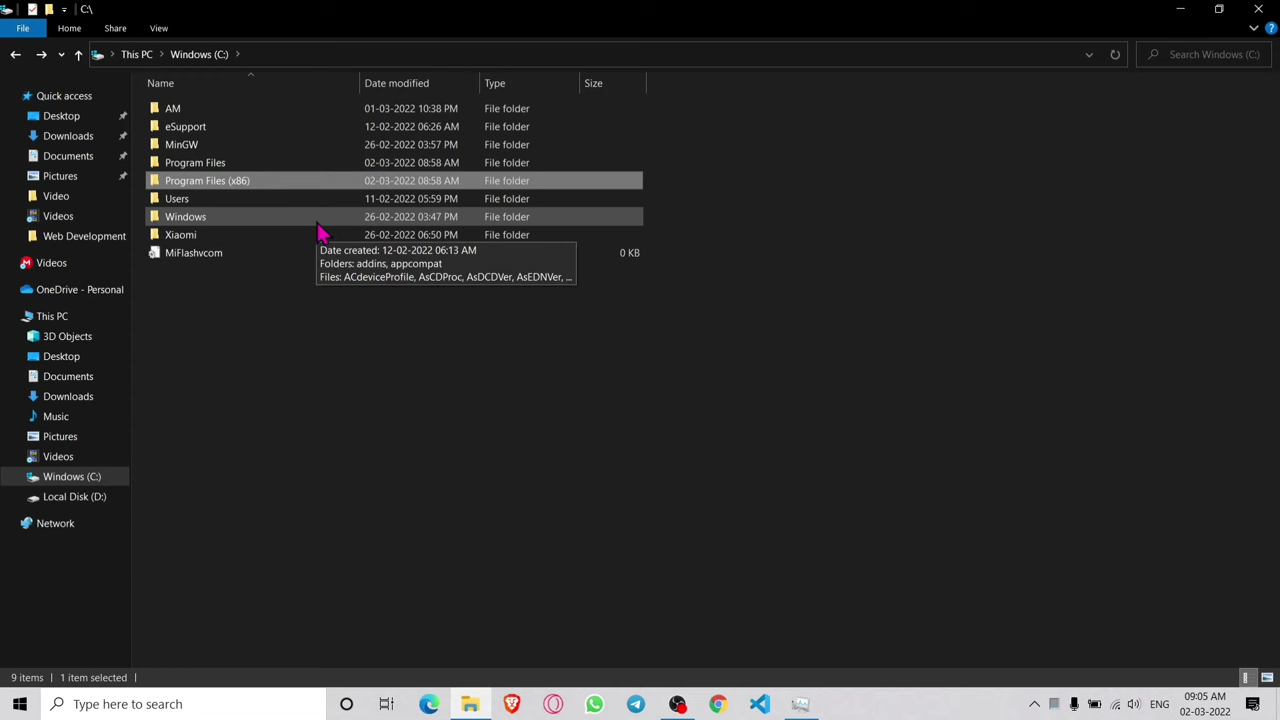 C:\
File Home Share View
This PC Windows (C:) Search Windows (C:)
Name Date modified Type Size
Quick access
Desktop
Downloads
Documents
Pictures
Video
Videos
Web Development
Videos
OneDrive - Personal
This PC
3D Objects
Desktop
Documents
Downloads
Music
Pictures
Videos
Windows (C:)
Local Disk (D:)
Network
AM 01-03-2022 10:38 PM File folder
eSupport 12-02-2022 06:26 AM File folder
MinGW 26-02-2022 03:57 PM File folder
Program Files 02-03-2022 08:58 AM File folder
Program Files (x86) 02-03-2022 08:58 AM File folder
Users 11-02-2022 05:59 PM File folder
Windows 26-02-2022 03:47 PM File folder
Xiaomi 26-02-2022 06:50 PM File folder
MiFlashvcom 0 KB
Date created: 12-02-2022 06:13 AM
Folders: addins, appcompat
Files: ACdeviceProfile, AsCDProc, AsDCDVer, AsEDNVer, ...
9 items 1 item selected
Type here to search
ENG
09:05 AM
02-03-2022